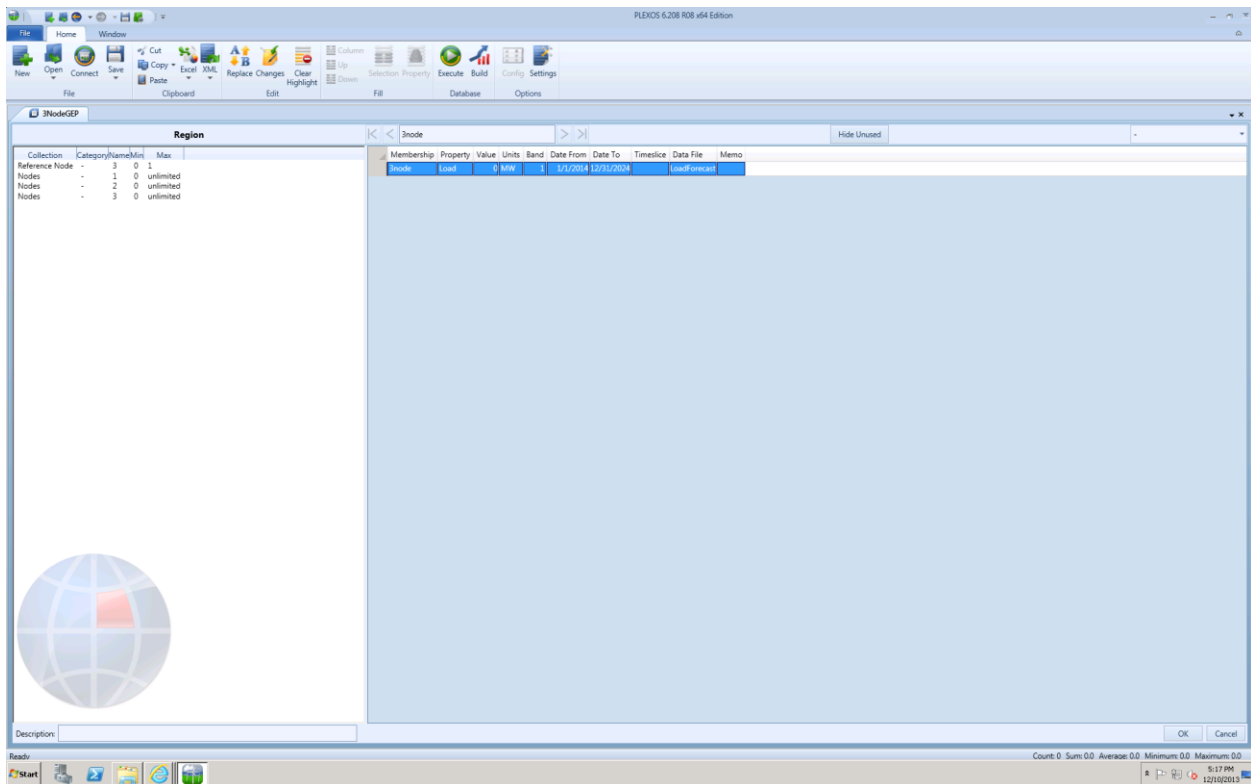 PLEXOS 6.208 R08 x64 Edition
File Home Window
New Open Connect Save Cut Copy Paste Excel XML Replace Changes Clear Highlight Column Up Down Selection Property Execute Build Config Settings
File Clipboard Edit Fill Database Options
3NodeGEP
Region 3node Hide Unused -
Collection Category Name Min Max
Reference Node - 3 0 1
Nodes - 1 0 unlimited
Nodes - 2 0 unlimited
Nodes - 3 0 unlimited
Membership Property Value Units Band Date From Date To Timeslice Data File Memo
3node Load 0 MW 1 1/1/2014 12/31/2024 LoadForecast
Description: OK Cancel
Ready Count: 0 Sum: 0.0 Average: 0.0 Minimum: 0.0 Maximum: 0.0
Start 5:17 PM
12/10/2013